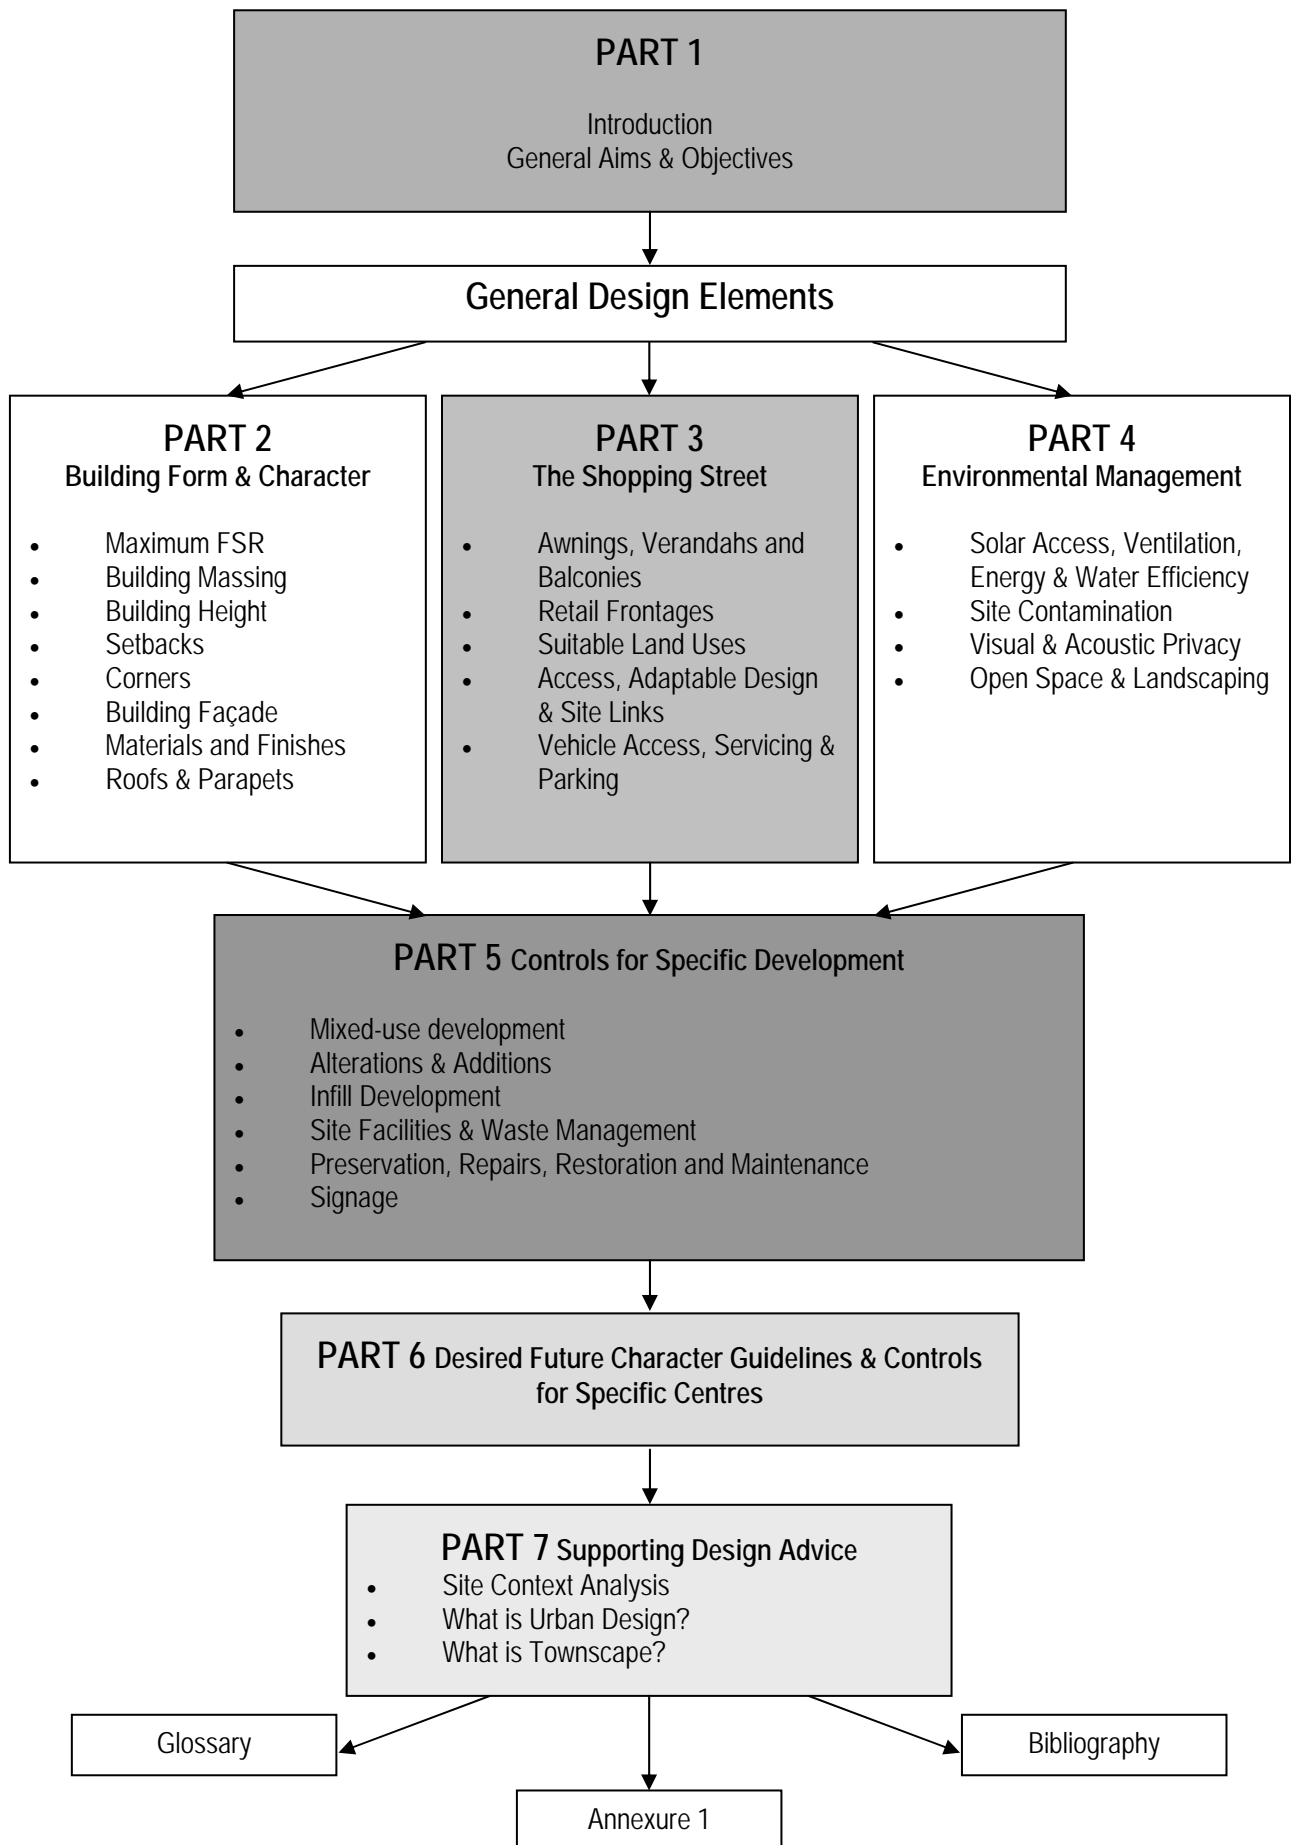 PART 1
Introduction
General Aims & Objectives
General Design Elements
PART 2
Building Form & Character
• Maximum FSR
• Building Massing
• Building Height
• Setbacks
• Corners
• Building Façade
• Materials and Finishes
• Roofs & Parapets
PART 3
The Shopping Street
• Awnings, Verandahs and
Balconies
• Retail Frontages
• Suitable Land Uses
• Access, Adaptable Design
& Site Links
• Vehicle Access, Servicing &
Parking
PART 4
Environmental Management
• Solar Access, Ventilation,
Energy & Water Efficiency
• Site Contamination
• Visual & Acoustic Privacy
• Open Space & Landscaping
PART 5 Controls for Specific Development
• Mixed-use development
• Alterations & Additions
• Infill Development
• Site Facilities & Waste Management
• Preservation, Repairs, Restoration and Maintenance
• Signage
PART 6 Desired Future Character Guidelines & Controls
for Specific Centres
PART 7 Supporting Design Advice
• Site Context Analysis
• What is Urban Design?
• What is Townscape?
Glossary
Bibliography
Annexure 1